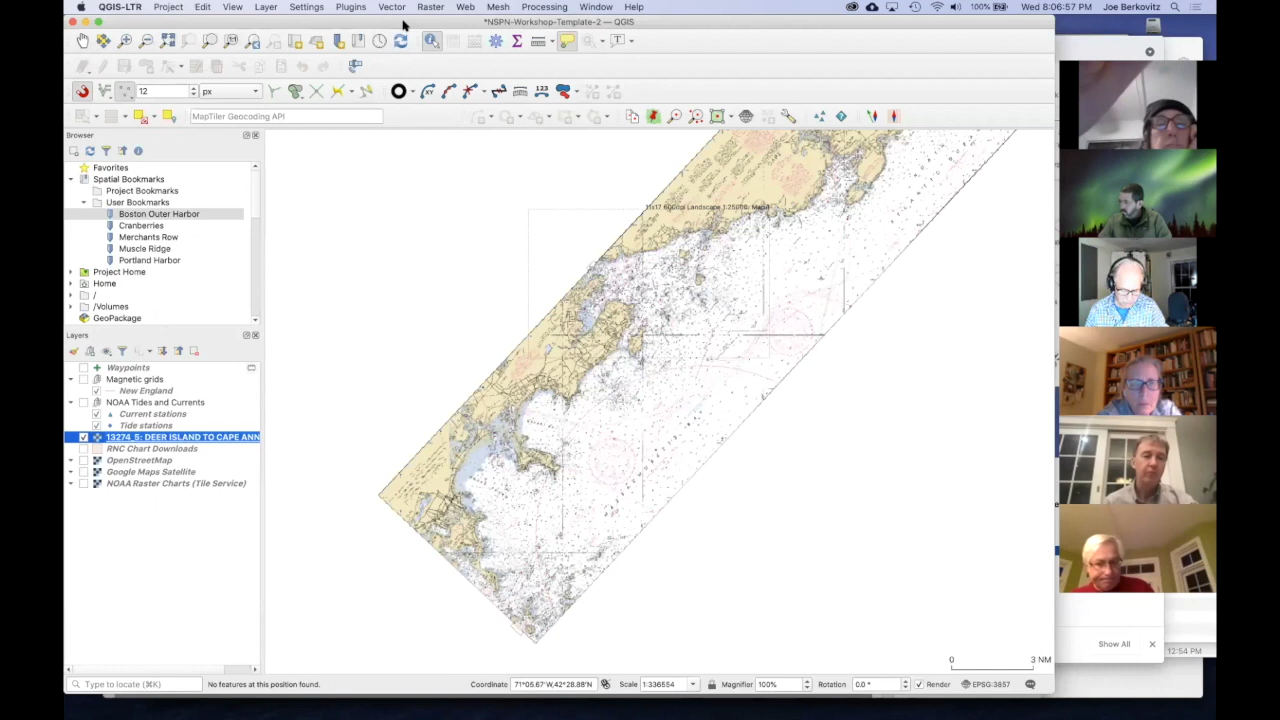 QGIS-LTR Project Edit View Layer Settings Plugins Vector Raster Web Mesh Processing Window Help 100% Wed 8:06:57 PM Joe Berkovitz
*NSPN-Workshop-Template-2 — QGIS
12 px
MapTiler Geocoding API
Browser
Favorites
Spatial Bookmarks
Project Bookmarks
User Bookmarks
Boston Outer Harbor
Cranberries
Merchants Row
Muscle Ridge
Portland Harbor
Project Home
Home
/
/Volumes
GeoPackage
Layers
Waypoints
Magnetic grids
New England
NOAA Tides and Currents
Current stations
Tide stations
13274_5: DEER ISLAND TO CAPE ANN
RNC Chart Downloads
OpenStreetMap
Google Maps Satellite
NOAA Raster Charts (Tile Service)
3 NM
0
Show All
12:54 PM
Type to locate (⌘K) No features at this position found. Coordinate 71°05.67'W,42°28.88'N Scale 1:336554 Magnifier 100% Rotation 0.0 ° Render EPSG:3857